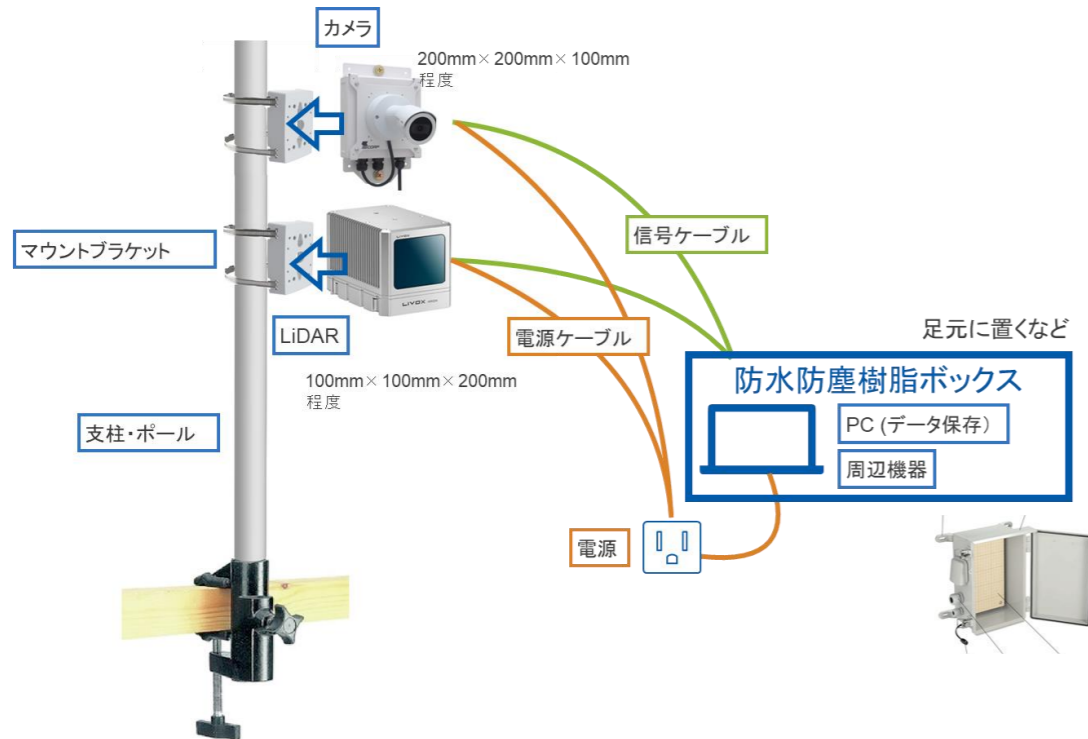 カメラ
200mm×200mm×100mm
程度
マウントブラケット
信号ケーブル
LIVOX
LiDAR
電源ケーブル
100mm×100mm×200mm
程度
足元に置くなど
防水防塵樹脂ボックス
PC (データ保存)
周辺機器
支柱・ポール
電源